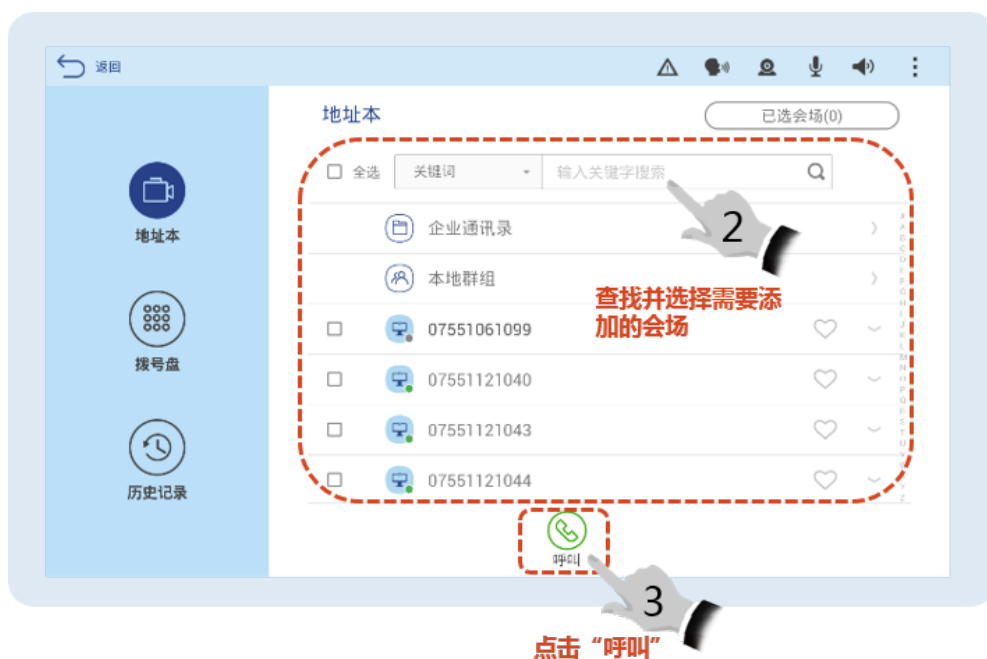 返回
地址本
已选会场(0)
全选
关键词
输入关键字搜索
2
企业通讯录
本地群组
查找并选择需要添
加的会场
07551061099
07551121040
07551121043
07551121044
地址本
拨号盘
历史记录
呼叫
3
点击“呼叫”